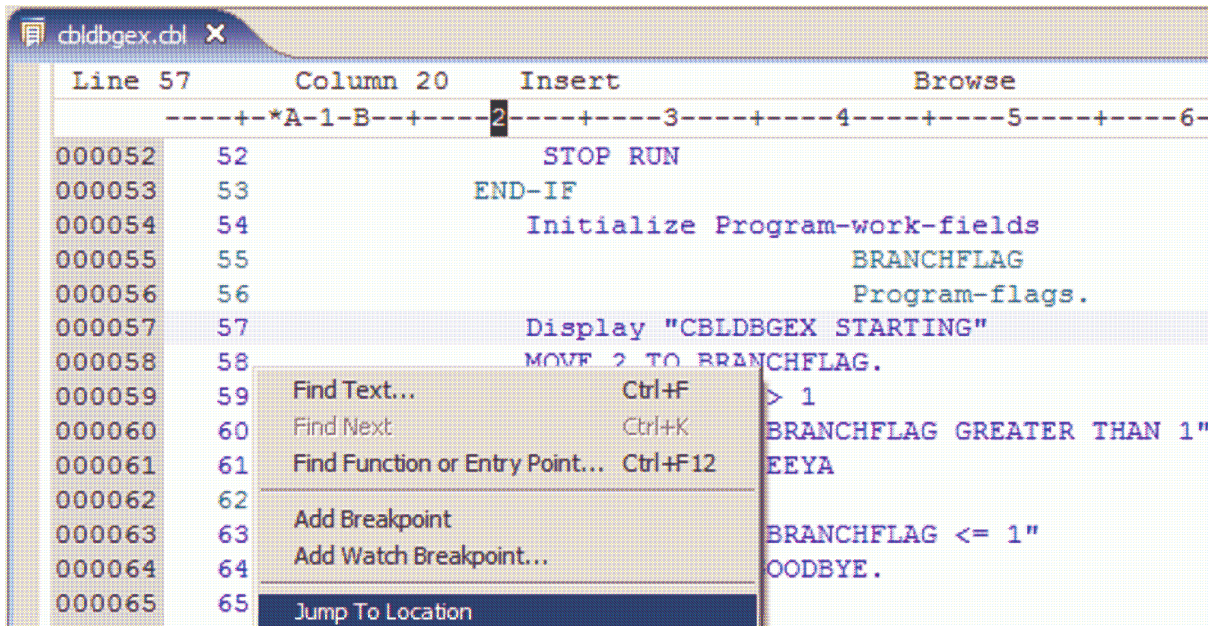 cbldbgex.cbl
Line 57 Column 20 Insert Browse
----+-*A-1-B--+----2----+----3----+----4----+----5----+----6-
000052 52 STOP RUN
000053 53 END-IF
000054 54 Initialize Program-work-fields
000055 55 BRANCHFLAG
000056 56 Program-flags.
000057 57 Display "CBLDBGEX STARTING"
000058 58 MOVE 2 TO BRANCHFLAG.
000059 59 > 1
000060 60 BRANCHFLAG GREATER THAN 1"
000061 61 EEYA
000062 62
000063 63 BRANCHFLAG <= 1"
000064 64 OODBYE.
000065 65
Find Text... Ctrl+F
Find Next Ctrl+K
Find Function or Entry Point... Ctrl+F12
Add Breakpoint
Add Watch Breakpoint...
Jump To Location